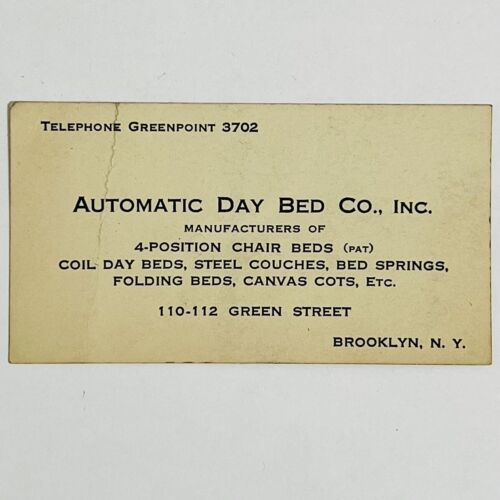 Telephone Greenpoint 3702
Automatic Day Bed Co., Inc.
MANUFACTURERS OF
4-POSITION CHAIR BEDS (PAT)
COIL DAY BEDS, STEEL COUCHES, BED SPRINGS,
FOLDING BEDS, CANVAS COTS, Etc.
110-112 GREEN STREET
BROOKLYN, N. Y.